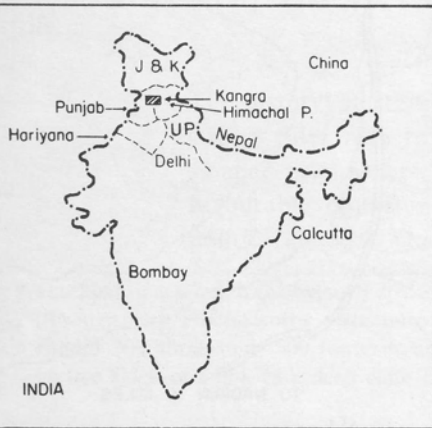 J & K
China
Kangra
Punjab
Himachal P.
Hariyana
UP
Nepal
Delhi
Calcutta
Bombay
INDIA